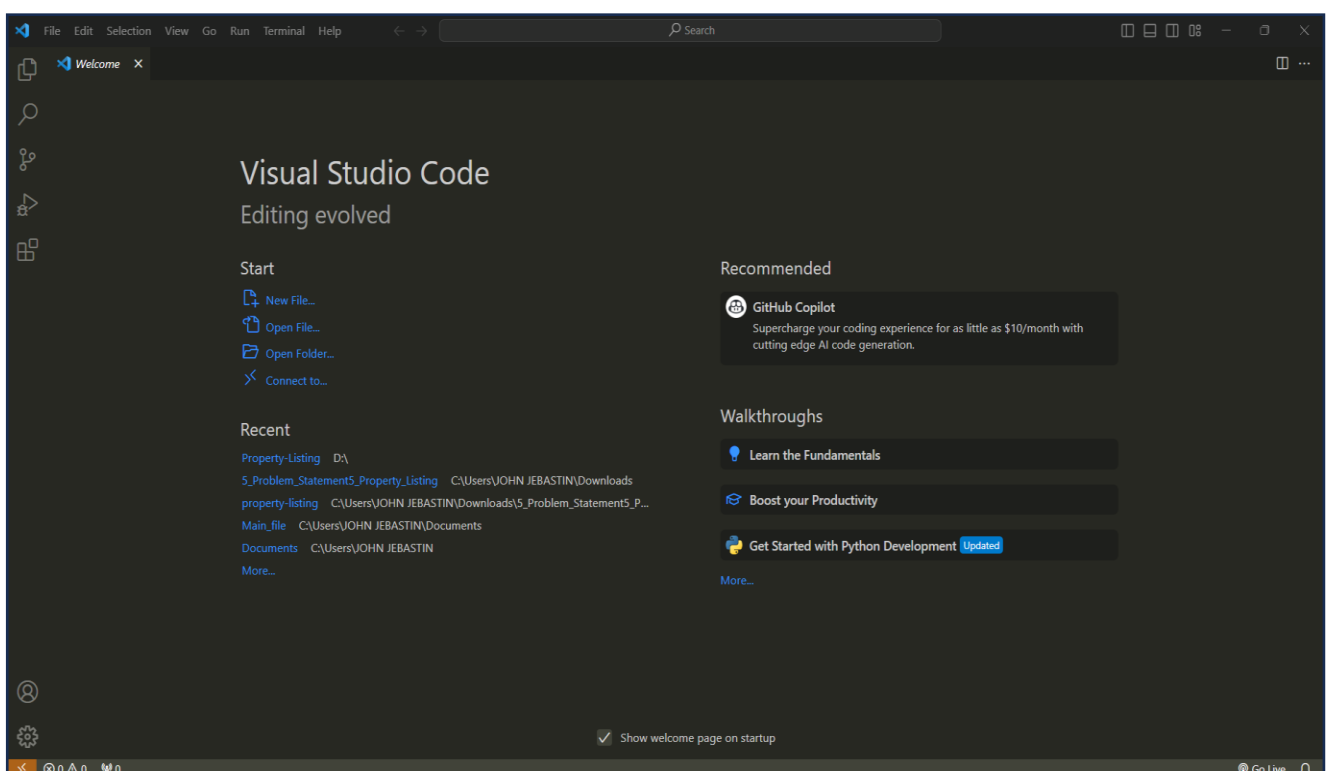 File Edit Selection View Go Run Terminal Help Search
Welcome
Visual Studio Code
Editing evolved
Start
New File...
Open File...
Open Folder...
Connect to...
Recent
Property-Listing D:\
5_Problem_Statement5_Property_Listing C:\Users\JOHN JEBASTIN\Downloads
property-listing C:\Users\JOHN JEBASTIN\Downloads\5_Problem_Statement5_P...
Main_file C:\Users\JOHN JEBASTIN\Documents
Documents C:\Users\JOHN JEBASTIN
More...
Recommended
GitHub Copilot
Supercharge your coding experience for as little as $10/month with
cutting edge AI code generation.
Walkthroughs
Learn the Fundamentals
Boost your Productivity
Get Started with Python Development Updated
More...
Show welcome page on startup
0 0 0 Go Live